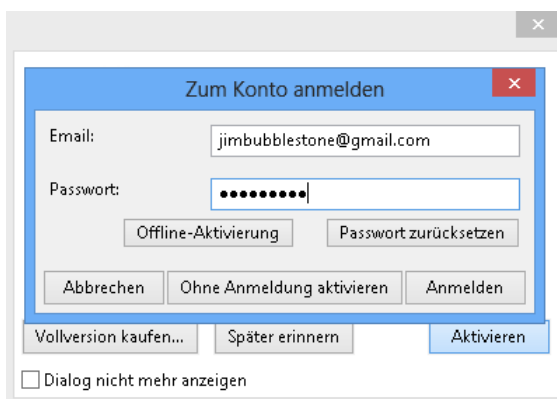 Zum Konto anmelden
Email:
jimbubblestone@gmail.com
Passwort:
●●●●●●●●●
Offline-Aktivierung
Passwort zurücksetzen
Abbrechen
Ohne Anmeldung aktivieren
Anmelden
Vollversion kaufen...
Später erinnern
Aktivieren
Dialog nicht mehr anzeigen